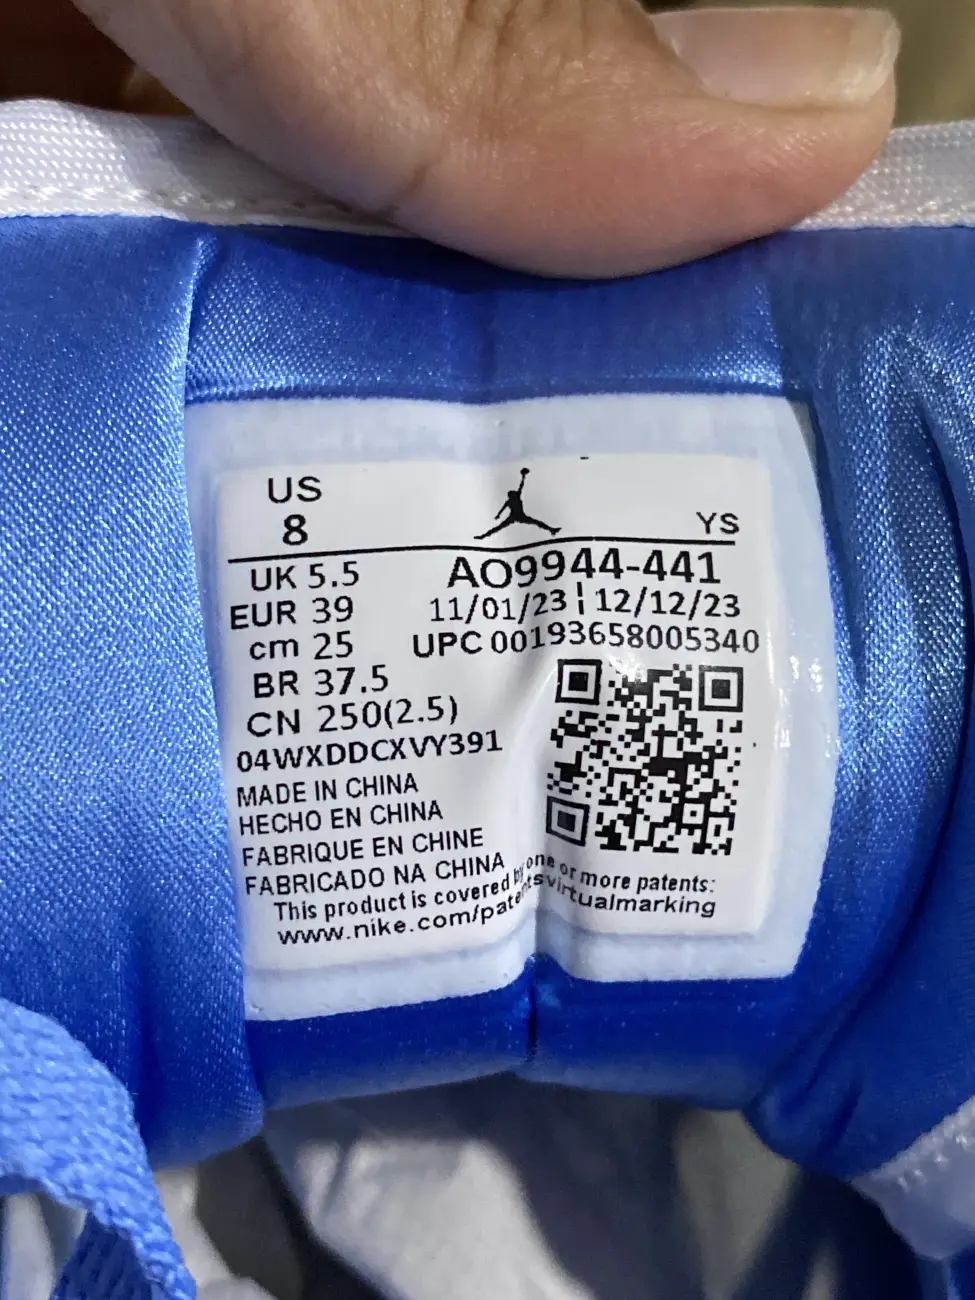 US
8
YS
UK 5.5
EUR 39
cm 25
BR 37.5
CN 250(2.5)
AO9944-441
11/01/23 ¦ 12/12/23
UPC 00193658005340
04WXDDCXVY391
MADE IN CHINA
HECHO EN CHINA
FABRIQUE EN CHINE
FABRICADO NA CHINA
This product is covered by one or more patents:
www.nike.com/patentsvirtualmarking